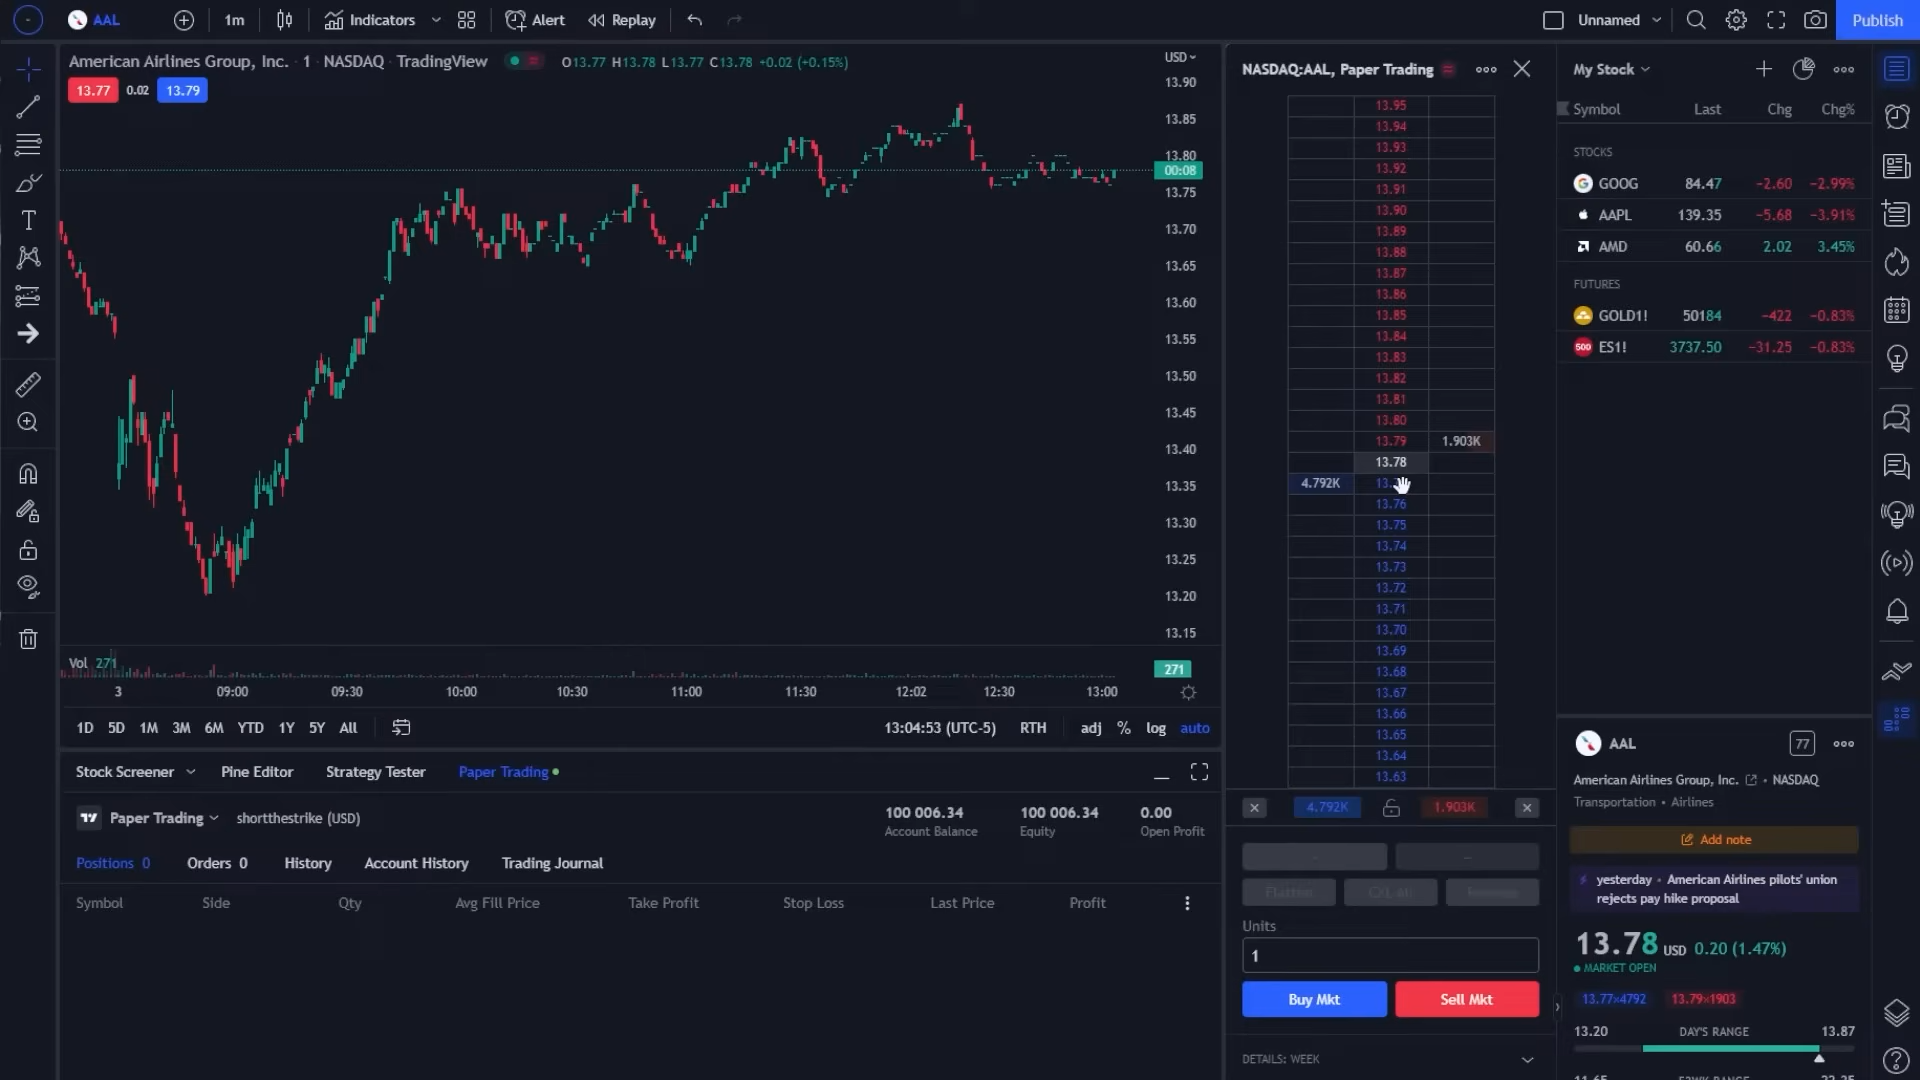 AAL
1m
Indicators
Alert
Replay
Unnamed
Publish
American Airlines Group, Inc. · 1 · NASDAQ · TradingView
O13.77 H13.78 L13.77 C13.78 +0.02 (+0.15%)
13.77
0.02
13.79
USD
13.90
13.85
13.80
00:08
13.75
13.70
13.65
13.60
13.55
13.50
13.45
13.40
13.35
13.30
13.25
13.20
13.15
Vol 271
271
3 09:00 09:30 10:00 10:30 11:00 11:30 12:02 12:30 13:00
1D 5D 1M 3M 6M YTD 1Y 5Y All
13:04:53 (UTC-5) RTH adj % log auto
Stock Screener Pine Editor Strategy Tester Paper Trading
Paper Trading shortthestrike (USD)
100 006.34 100 006.34 0.00
Account Balance Equity Open Profit
Positions 0 Orders 0 History Account History Trading Journal
Symbol Side Qty Avg Fill Price Take Profit Stop Loss Last Price Profit
NASDAQ:AAL, Paper Trading
13.95
13.94
13.93
13.92
13.91
13.90
13.89
13.88
13.87
13.86
13.85
13.84
13.83
13.82
13.81
13.80
13.79 1.903K
13.78
4.792K
13.76
13.75
13.74
13.73
13.72
13.71
13.70
13.69
13.68
13.67
13.66
13.65
13.64
13.63
4.792K 1.903K
Flatten
Units
1
Buy Mkt Sell Mkt
DETAILS: WEEK
My Stock
Symbol Last Chg Chg%
STOCKS
GOOG 84.47 −2.60 −2.99%
AAPL 139.35 −5.68 −3.91%
AMD 60.66 2.02 3.45%
FUTURES
GOLD1! 50184 −422 −0.83%
500 ES1! 3737.50 −31.25 −0.83%
AAL
77
American Airlines Group, Inc. • NASDAQ
Transportation • Airlines
Add note
yesterday • American Airlines pilots' union
rejects pay hike proposal
13.78 USD 0.20 (1.47%)
MARKET OPEN
13.77×4792 13.79×1903
13.20 DAY'S RANGE 13.87